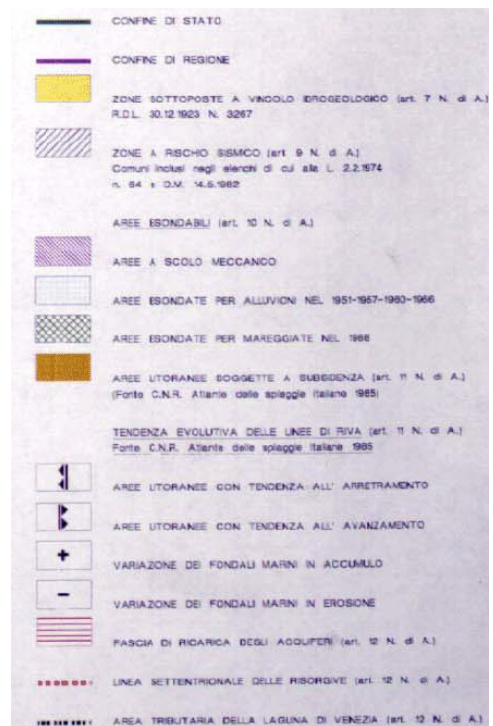 CONFINE DI STATO
CONFINE DI REGIONE
ZONE SOTTOPOSTE A VINCOLO IDROGEOLOGICO (art. 7 N. di A.)
R.D.L. 30.12.1923 N. 3267
ZONE A RISCHIO SISMICO (art. 9 N. di A.)
Comuni inclusi negli elenchi di cui alla L. 2.2.1974
n. 64 e D.M. 14.5.1982
AREE ESONDABILI (art. 10 N. di A.)
AREE A SCOLO MECCANICO
AREE ESONDATE PER ALLUVIONI NEL 1951-1957-1960-1966
AREE ESONDATE PER MAREGGIATE NEL 1966
AREE LITORANEE SOGGETTE A SUBSIDENZA (art. 11 N. di A.)
(Fonte C.N.R. Atlante delle spiagge italiane 1985)
TENDENZA EVOLUTIVA DELLE LINEE DI RIVA (art. 11 N. di A.)
Fonte C.N.R. Atlante delle spiagge italiane 1985
AREE LITORANEE CON TENDENZA ALL' ARRETRAMENTO
AREE LITORANEE CON TENDENZA ALL' AVANZAMENTO
+ VARIAZIONE DEI FONDALI MARINI IN ACCUMULO
- VARIAZIONE DEI FONDALI MARINI IN EROSIONE
FASCIA DI RICARICA DEGLI ACQUIFERI (art. 12 N. di A.)
LINEA SETTENTRIONALE DELLE RISORGIVE (art. 12 N. di A.)
AREA TRIBUTARIA DELLA LAGUNA DI VENEZIA (art. 12 N. di A.)